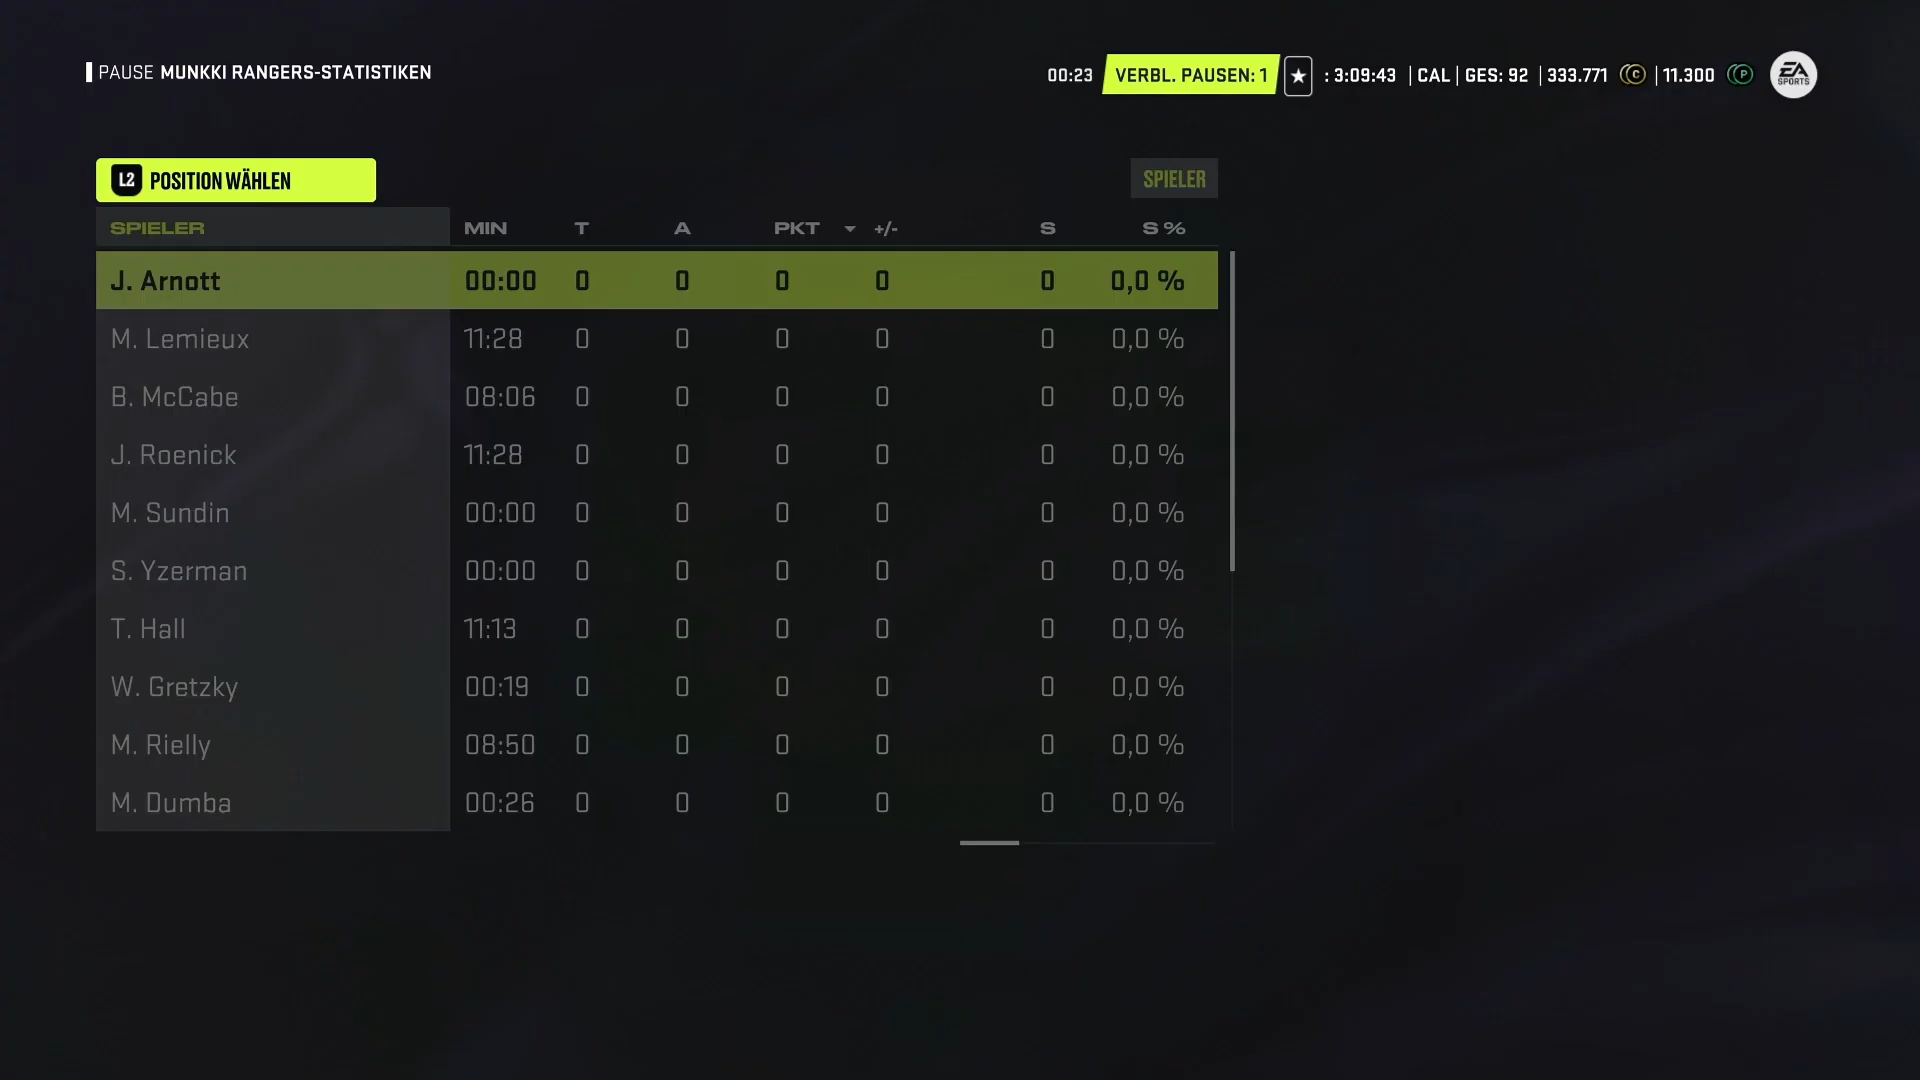 PAUSE MUNKKI RANGERS-STATISTIKEN
00:23 VERBL. PAUSEN: 1 ★ : 3:09:43 | CAL | GES: 92 | 333.771 C | 11.300 P EA SPORTS
L2 POSITION WÄHLEN
SPIELER
SPIELER MIN T A PKT +/- S S %
J. Arnott 00:00 0 0 0 0 0 0,0 %
M. Lemieux 11:28 0 0 0 0 0 0,0 %
B. McCabe 08:06 0 0 0 0 0 0,0 %
J. Roenick 11:28 0 0 0 0 0 0,0 %
M. Sundin 00:00 0 0 0 0 0 0,0 %
S. Yzerman 00:00 0 0 0 0 0 0,0 %
T. Hall 11:13 0 0 0 0 0 0,0 %
W. Gretzky 00:19 0 0 0 0 0 0,0 %
M. Rielly 08:50 0 0 0 0 0 0,0 %
M. Dumba 00:26 0 0 0 0 0 0,0 %